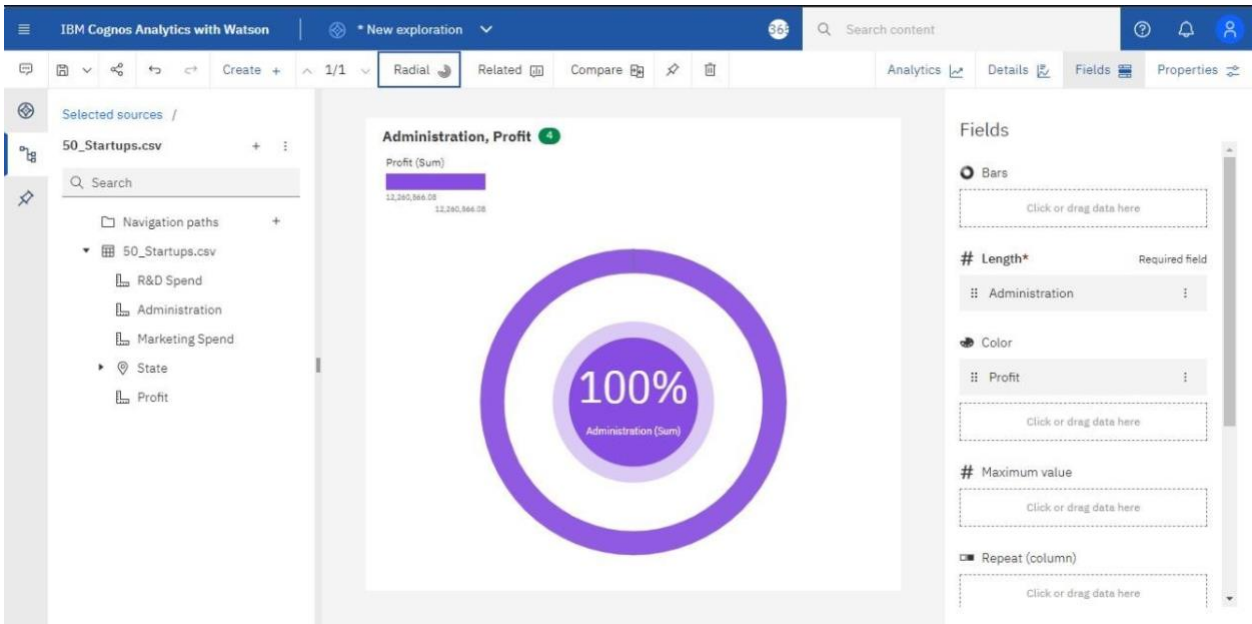 IBM Cognos Analytics with Watson
* New exploration
Search content
Create +
1/1
Radial
Related
Compare
Analytics
Details
Fields
Properties
Selected sources /
50_Startups.csv
Search
Navigation paths
50_Startups.csv
R&D Spend
Administration
Marketing Spend
State
Profit
Administration, Profit 4
Profit (Sum)
100%
Administration (Sum)
Fields
Bars
Click or drag data here
# Length* Required field
Administration
Color
Profit
Click or drag data here
# Maximum value
Click or drag data here
Repeat (column)
Click or drag data here